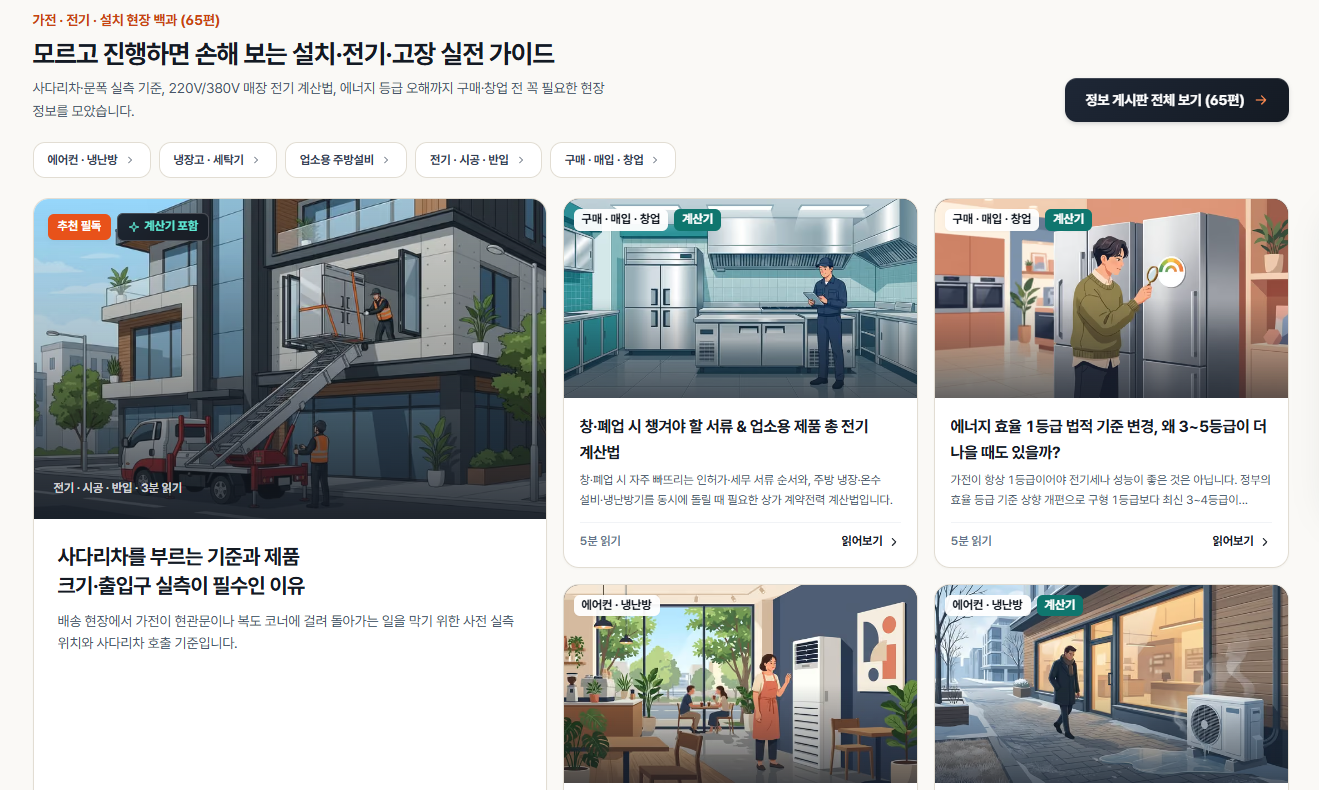 가전 · 전기 · 설치 현장 백과 (65편)
모르고 진행하면 손해 보는 설치·전기·고장 실전 가이드
사다리차·문폭 실측 기준, 220V/380V 매장 전기 계산법, 에너지 등급 오해까지 구매·창업 전 꼭 필요한 현장
정보를 모았습니다.
정보 게시판 전체 보기 (65편) →
에어컨 · 냉난방 >
냉장고 · 세탁기 >
업소용 주방설비 >
전기 · 시공 · 반입 >
구매 · 매입 · 창업 >
추천 필독
계산기 포함
전기 · 시공 · 반입 · 3분 읽기
사다리차를 부르는 기준과 제품
크기·출입구 실측이 필수인 이유
배송 현장에서 가전이 현관문이나 복도 코너에 걸려 돌아가는 일을 막기 위한 사전 실측
위치와 사다리차 호출 기준입니다.
구매 · 매입 · 창업
계산기
창·폐업 시 챙겨야 할 서류 & 업소용 제품 총 전기
계산법
창·폐업 시 자주 빠뜨리는 인허가·세무 서류 순서와, 주방 냉장·온수
설비·냉난방기를 동시에 돌릴 때 필요한 상가 계약전력 계산법입니다.
5분 읽기
읽어보기 >
구매 · 매입 · 창업
계산기
에너지 효율 1등급 법적 기준 변경, 왜 3~5등급이 더
나을 때도 있을까?
가전이 항상 1등급이어야 전기세나 성능이 좋은 것은 아닙니다. 정부의
효율 등급 기준 상향 개편으로 구형 1등급보다 최신 3~4등급이...
5분 읽기
읽어보기 >
에어컨 · 냉난방
에어컨 · 냉난방
계산기